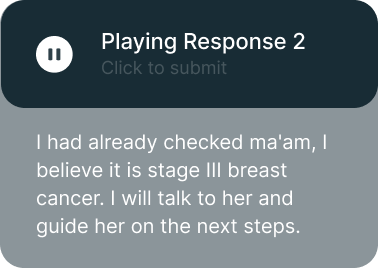 Playing Response 2
Click to submit
I had already checked ma'am, I
believe it is stage III breast
cancer. I will talk to her and
guide her on the next steps.